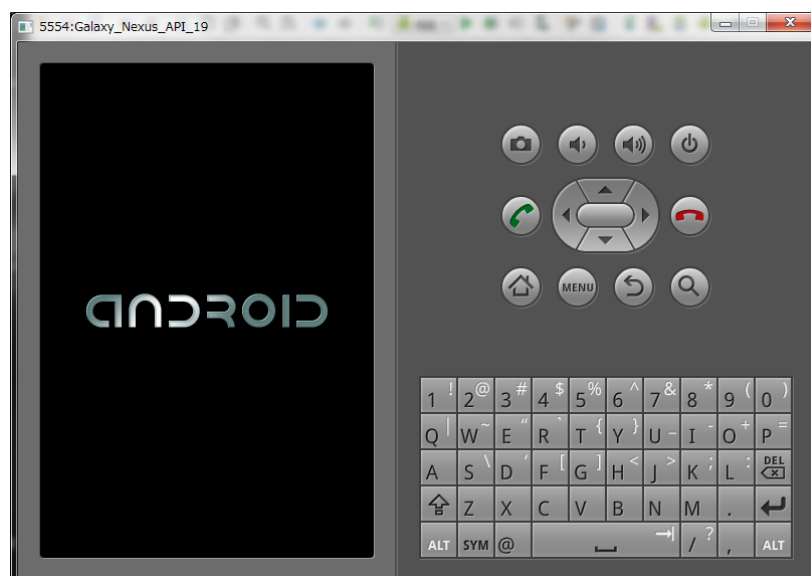 5554:Galaxy_Nexus_API_19
ANDROID
MENU
1 ! 2 @ 3 # 4 $ 5 % 6 ^ 7 & 8 * 9 ( 0 )
Q | W ~ E " R ` T { Y } U _ I - O + P =
A S \ D ' F [ G ] H < J > K ; L : DEL
Z X C V B N M .
ALT SYM @ / ? , ALT